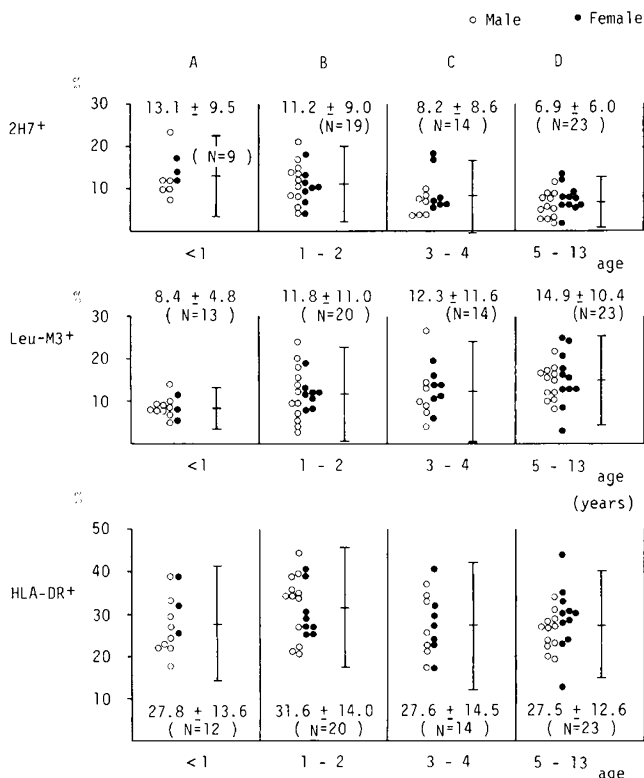 ○ Male ● Female
A B C D
%
2H7+
30
20
10
13.1 ± 9.5
( N=9 )
11.2 ± 9.0
(N=19)
8.2 ± 8.6
( N=14 )
6.9 ± 6.0
( N=23 )
<1 1 - 2 3 - 4 5 - 13 age
%
Leu-M3+
30
20
10
8.4 ± 4.8
( N=13 )
11.8 ± 11.0
( N=20 )
12.3 ± 11.6
(N=14)
14.9 ± 10.4
(N=23)
<1 1 - 2 3 - 4 5 - 13 age
(years)
%
HLA-DR+
50
40
30
20
10
27.8 ± 13.6
( N=12 )
31.6 ± 14.0
( N=20 )
27.6 ± 14.5
( N=14 )
27.5 ± 12.6
( N=23 )
<1 1 - 2 3 - 4 5 - 13 age